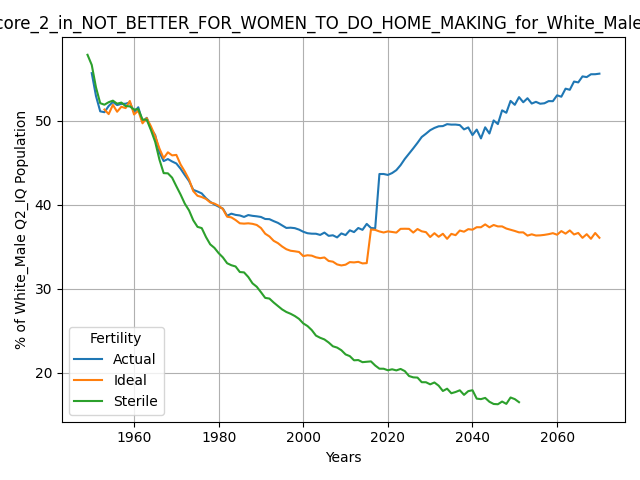 core_2_in_NOT_BETTER_FOR_WOMEN_TO_DO_HOME_MAKING_for_White_Male
% of White_Male Q2_IQ Population
50
40
30
20
Fertility
Actual
Ideal
Sterile
1960 1980 2000 2020 2040 2060
Years